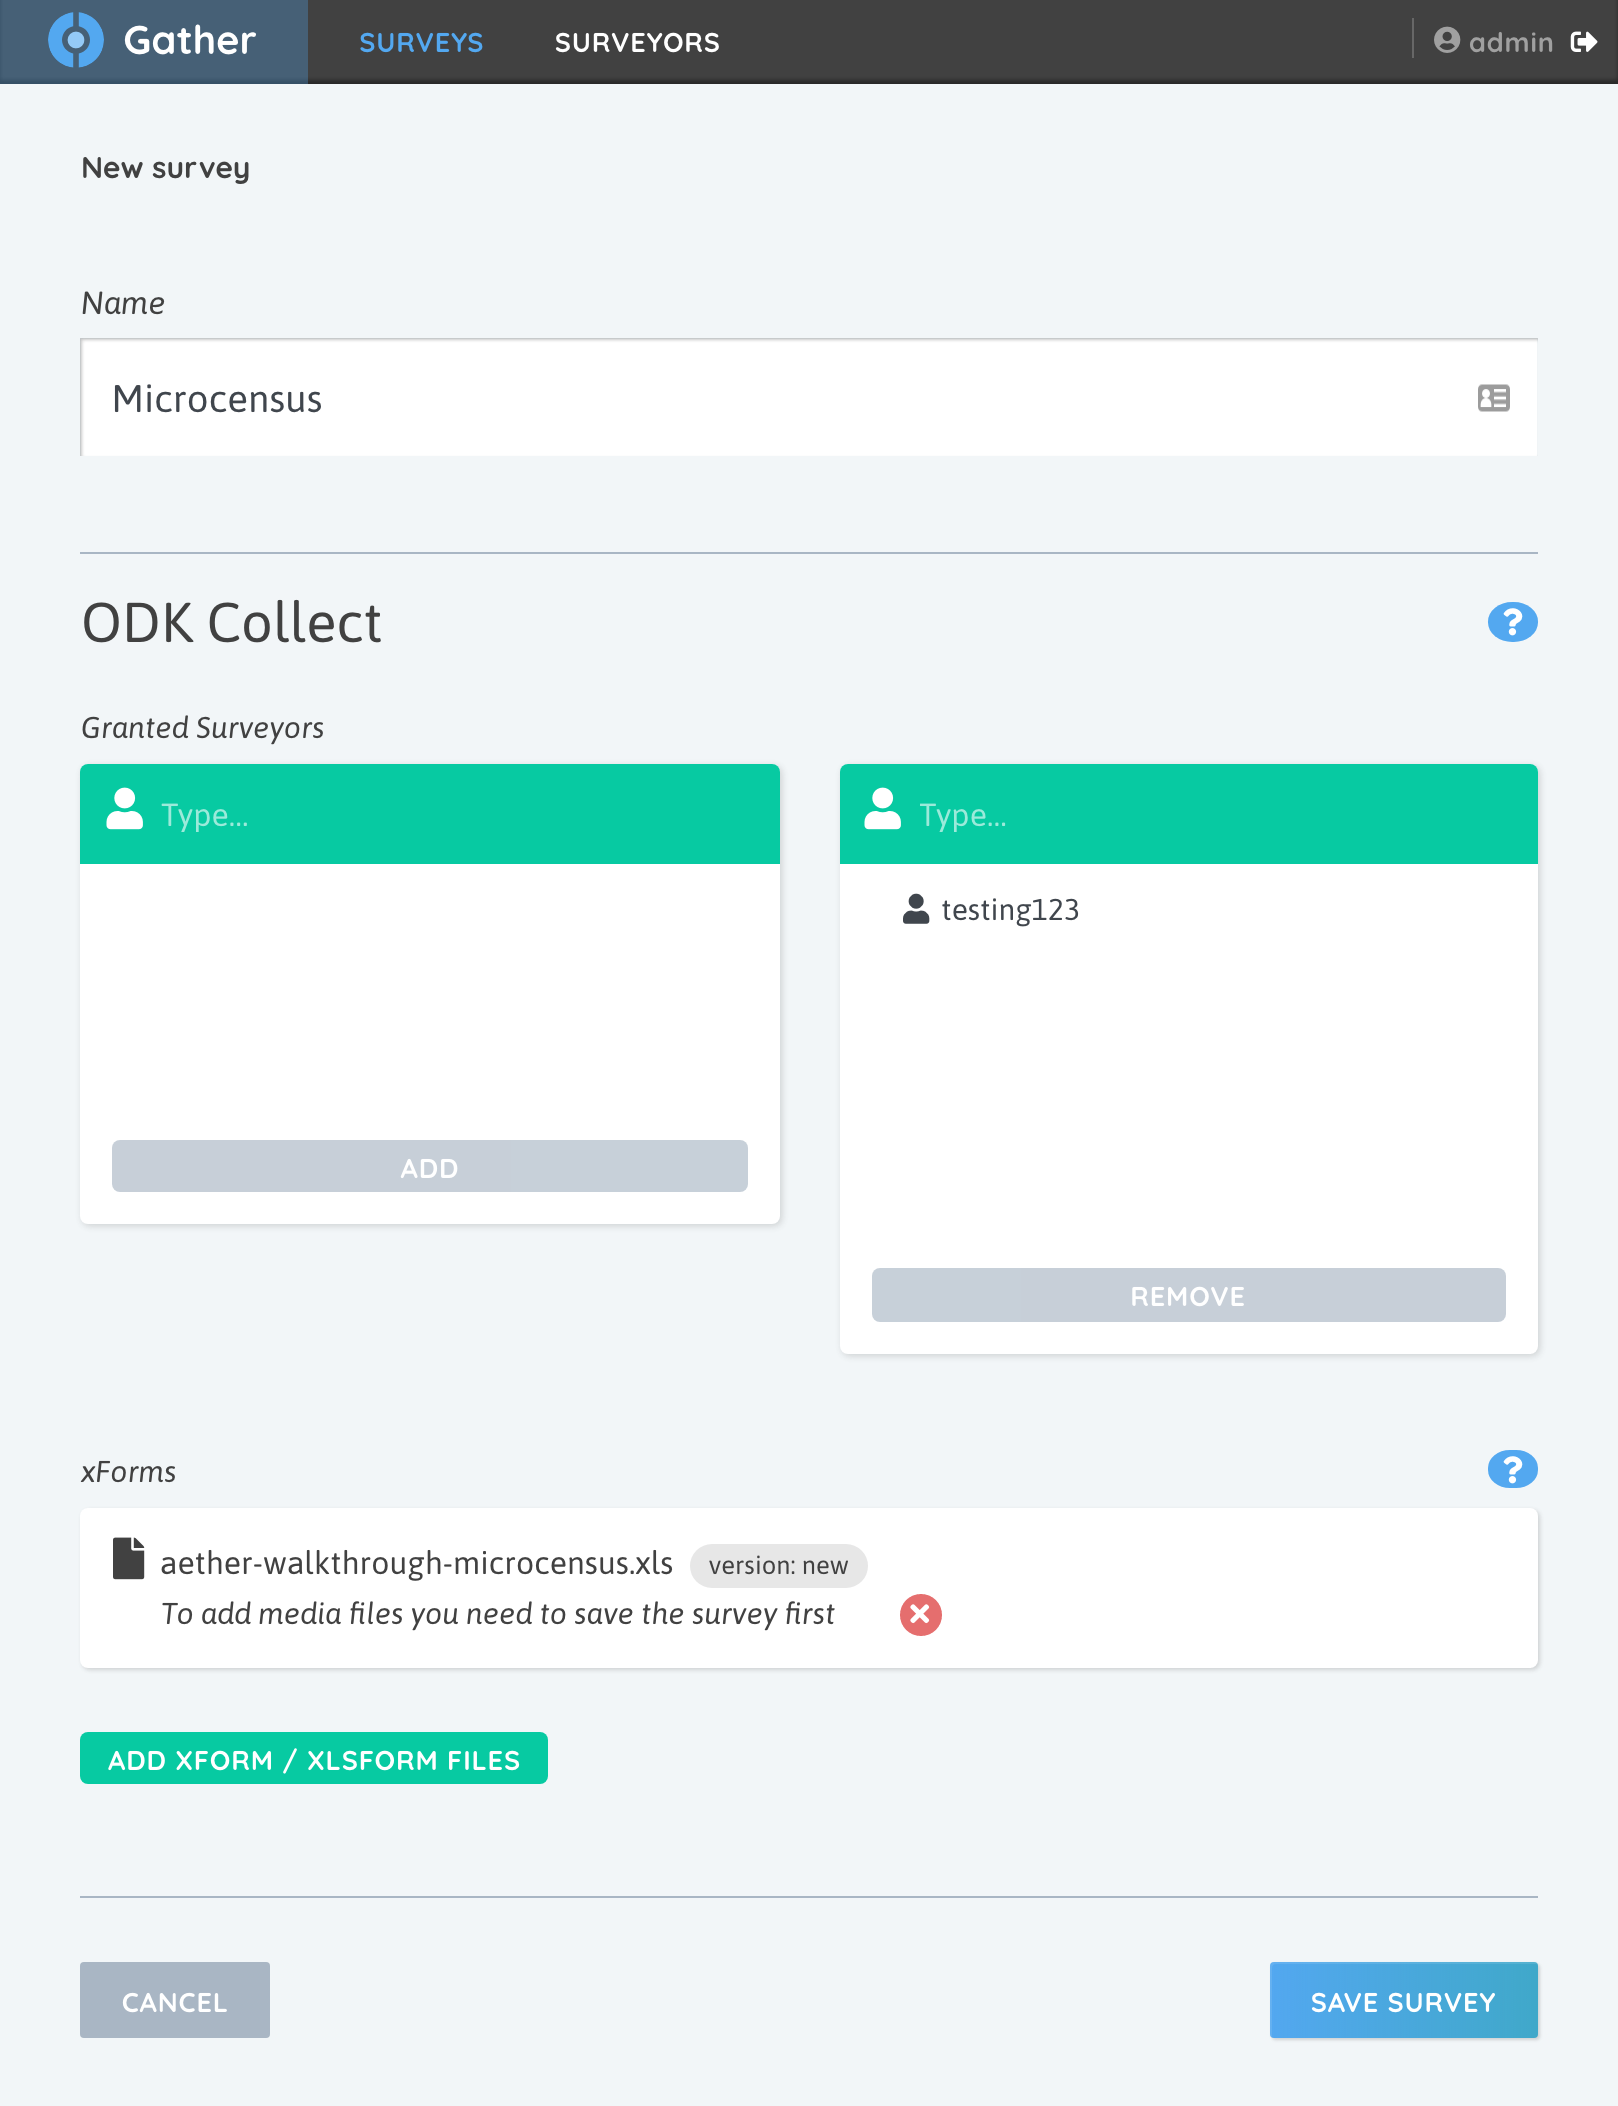 Gather
SURVEYS
SURVEYORS
admin
New survey
Name
Microcensus
ODK Collect
?
Granted Surveyors
Type...
Type...
testing123
ADD
REMOVE
xForms
?
aether-walkthrough-microcensus.xls version: new
To add media files you need to save the survey first
ADD XFORM / XLSFORM FILES
CANCEL
SAVE SURVEY